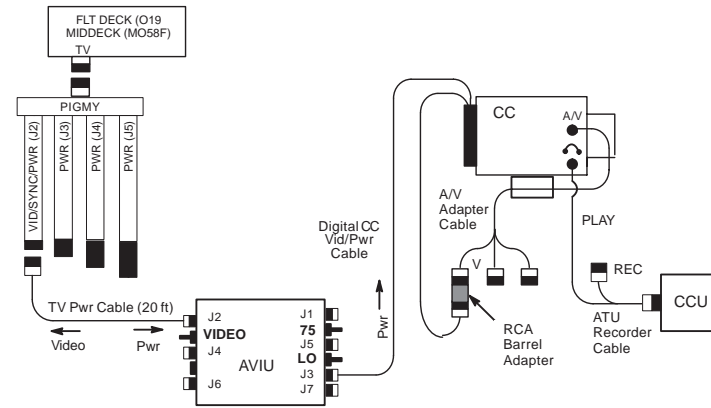 FLT DECK (O19
MIDDECK (MO58F)
TV
PIGMY
VID/SYNC/PWR (J2)
PWR (J3)
PWR (J4)
PWR (J5)
TV Pwr Cable (20 ft)
Video
Pwr
J2
VIDEO
J4
J6
AVIU
J1
75
J5
LO
J3
J7
Digital CC
Vid/Pwr
Cable
Pwr
CC
A/V
A/V
Adapter
Cable
V
RCA
Barrel
Adapter
PLAY
REC
ATU
Recorder
Cable
CCU